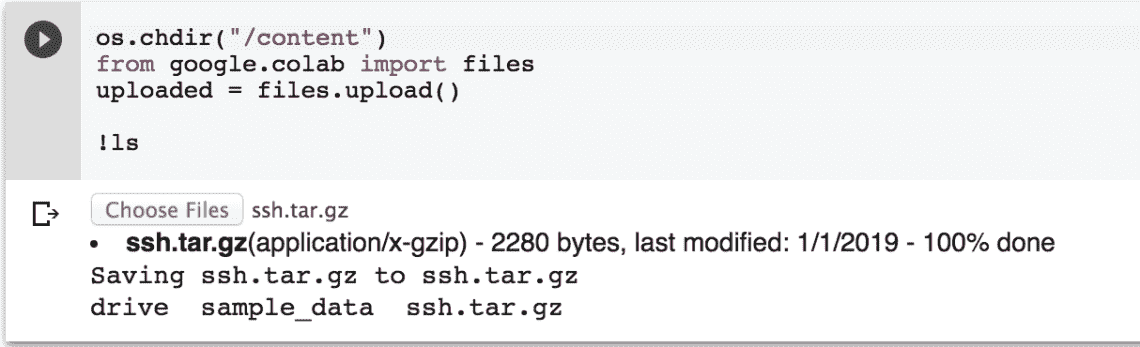 os.chdir("/content")
from google.colab import files
uploaded = files.upload()
!ls
Choose Files ssh.tar.gz
• ssh.tar.gz(application/x-gzip) - 2280 bytes, last modified: 1/1/2019 - 100% done
Saving ssh.tar.gz to ssh.tar.gz
drive  sample_data  ssh.tar.gz